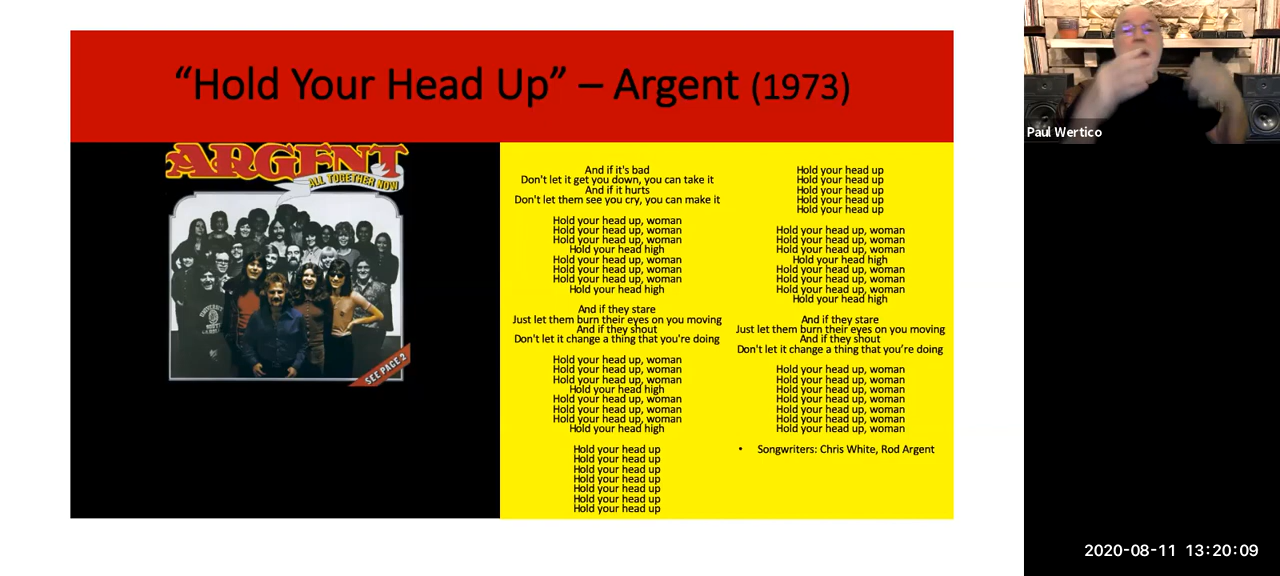 “Hold Your Head Up” – Argent (1973)
ARGENT
ALL TOGETHER NOW
SEE PAGE 2
And if it's bad
Don't let it get you down, you can take it
And if it hurts
Don't let them see you cry, you can make it
Hold your head up, woman
Hold your head up, woman
Hold your head up, woman
Hold your head high
Hold your head up, woman
Hold your head up, woman
Hold your head up, woman
Hold your head high
And if they stare
Just let them burn their eyes on you moving
And if they shout
Don't let it change a thing that you're doing
Hold your head up, woman
Hold your head up, woman
Hold your head up, woman
Hold your head high
Hold your head up, woman
Hold your head up, woman
Hold your head up, woman
Hold your head high
Hold your head up
Hold your head up
Hold your head up
Hold your head up
Hold your head up
Hold your head up
Hold your head up
Hold your head up
Hold your head up
Hold your head up
Hold your head up
Hold your head up
Hold your head up, woman
Hold your head up, woman
Hold your head up, woman
Hold your head high
Hold your head up, woman
Hold your head up, woman
Hold your head up, woman
Hold your head high
And if they stare
Just let them burn their eyes on you moving
And if they shout
Don't let it change a thing that you’re doing
Hold your head up, woman
Hold your head up, woman
Hold your head up, woman
Hold your head up, woman
Hold your head up, woman
Hold your head up, woman
Hold your head up, woman
• Songwriters: Chris White, Rod Argent
Paul Wertico
2020-08-11 13:20:09